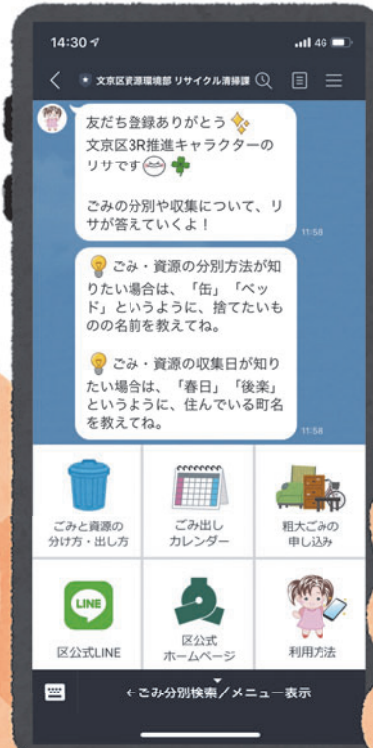 14:30
4G
文京区資源環境部 リサイクル清掃課
友だち登録ありがとう
文京区3R推進キャラクターの
リサです
ごみの分別や収集について、リ
サが答えていくよ！
11:58
ごみ・資源の分別方法が知
りたい場合は、「缶」「ベッ
ド」というように、捨てたいも
のの名前を教えてね。
ごみ・資源の収集日が知り
たい場合は、「春日」「後楽」
というように、住んでいる町名
を教えてね。
11:58
ごみと資源の
分け方・出し方
ごみ出し
カレンダー
粗大ごみの
申し込み
LINE
区公式LINE
区公式
ホームページ
利用方法
←ごみ分別検索／メニュー表示